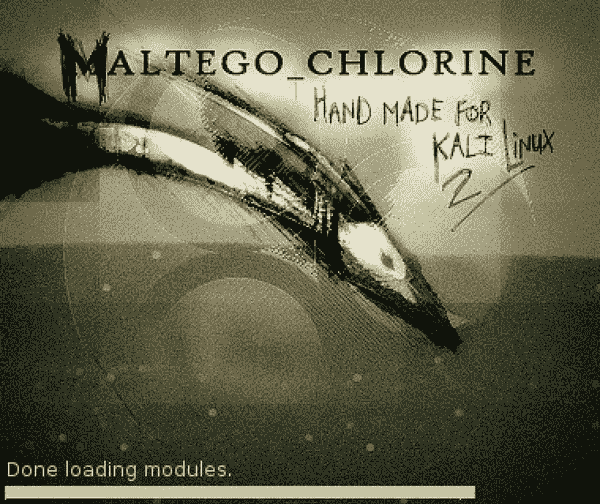 MALTEGO_CHLORINE
HAND MADE FOR
KALI LINUX
2
Done loading modules.